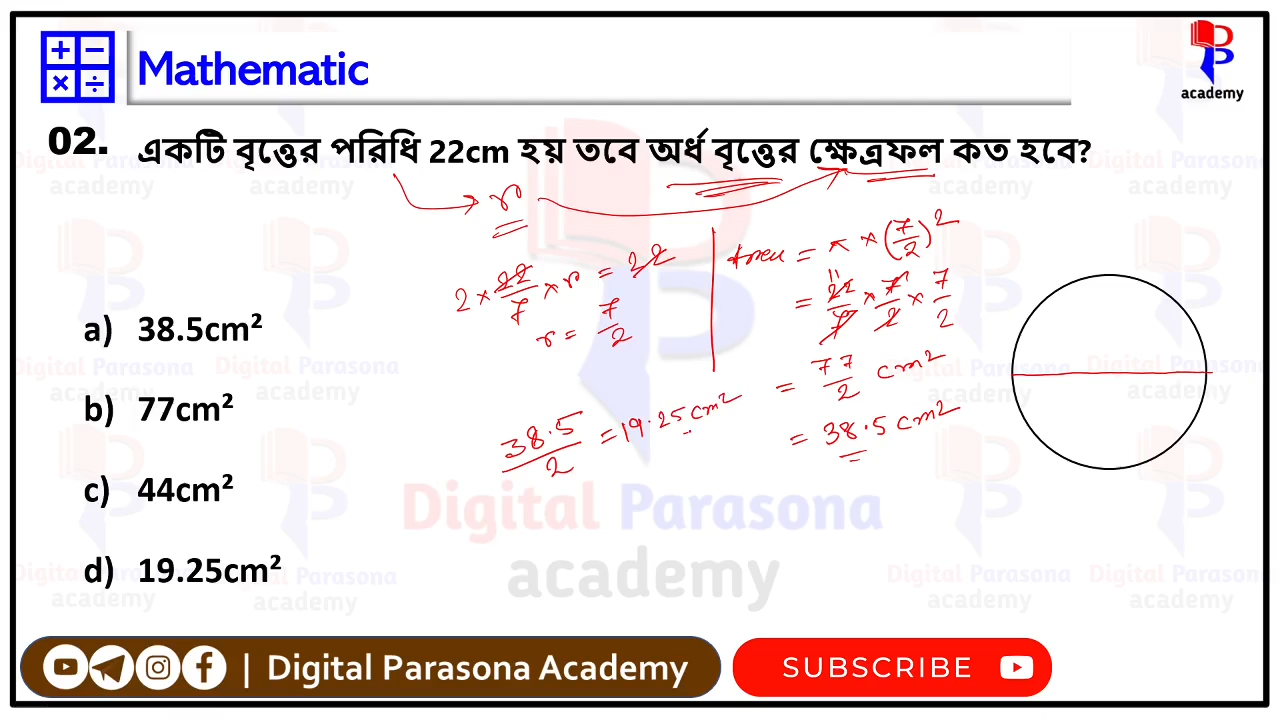 Mathematic
academy
02. একটি বৃত্তের পরিধি 22cm হয় তবে অর্ধ বৃত্তের ক্ষেত্রফল কত হবে?
r
2 × 22/7 × r = 22
r = 7/2
Area = π × (7/2)²
= 22/7 × 7/2 × 7/2
11
= 77/2 cm²
= 38.5 cm²
38.5/2 = 19.25 cm²
a) 38.5cm²
b) 77cm²
c) 44cm²
d) 19.25cm²
Digital Parasona
academy
| Digital Parasona Academy
SUBSCRIBE